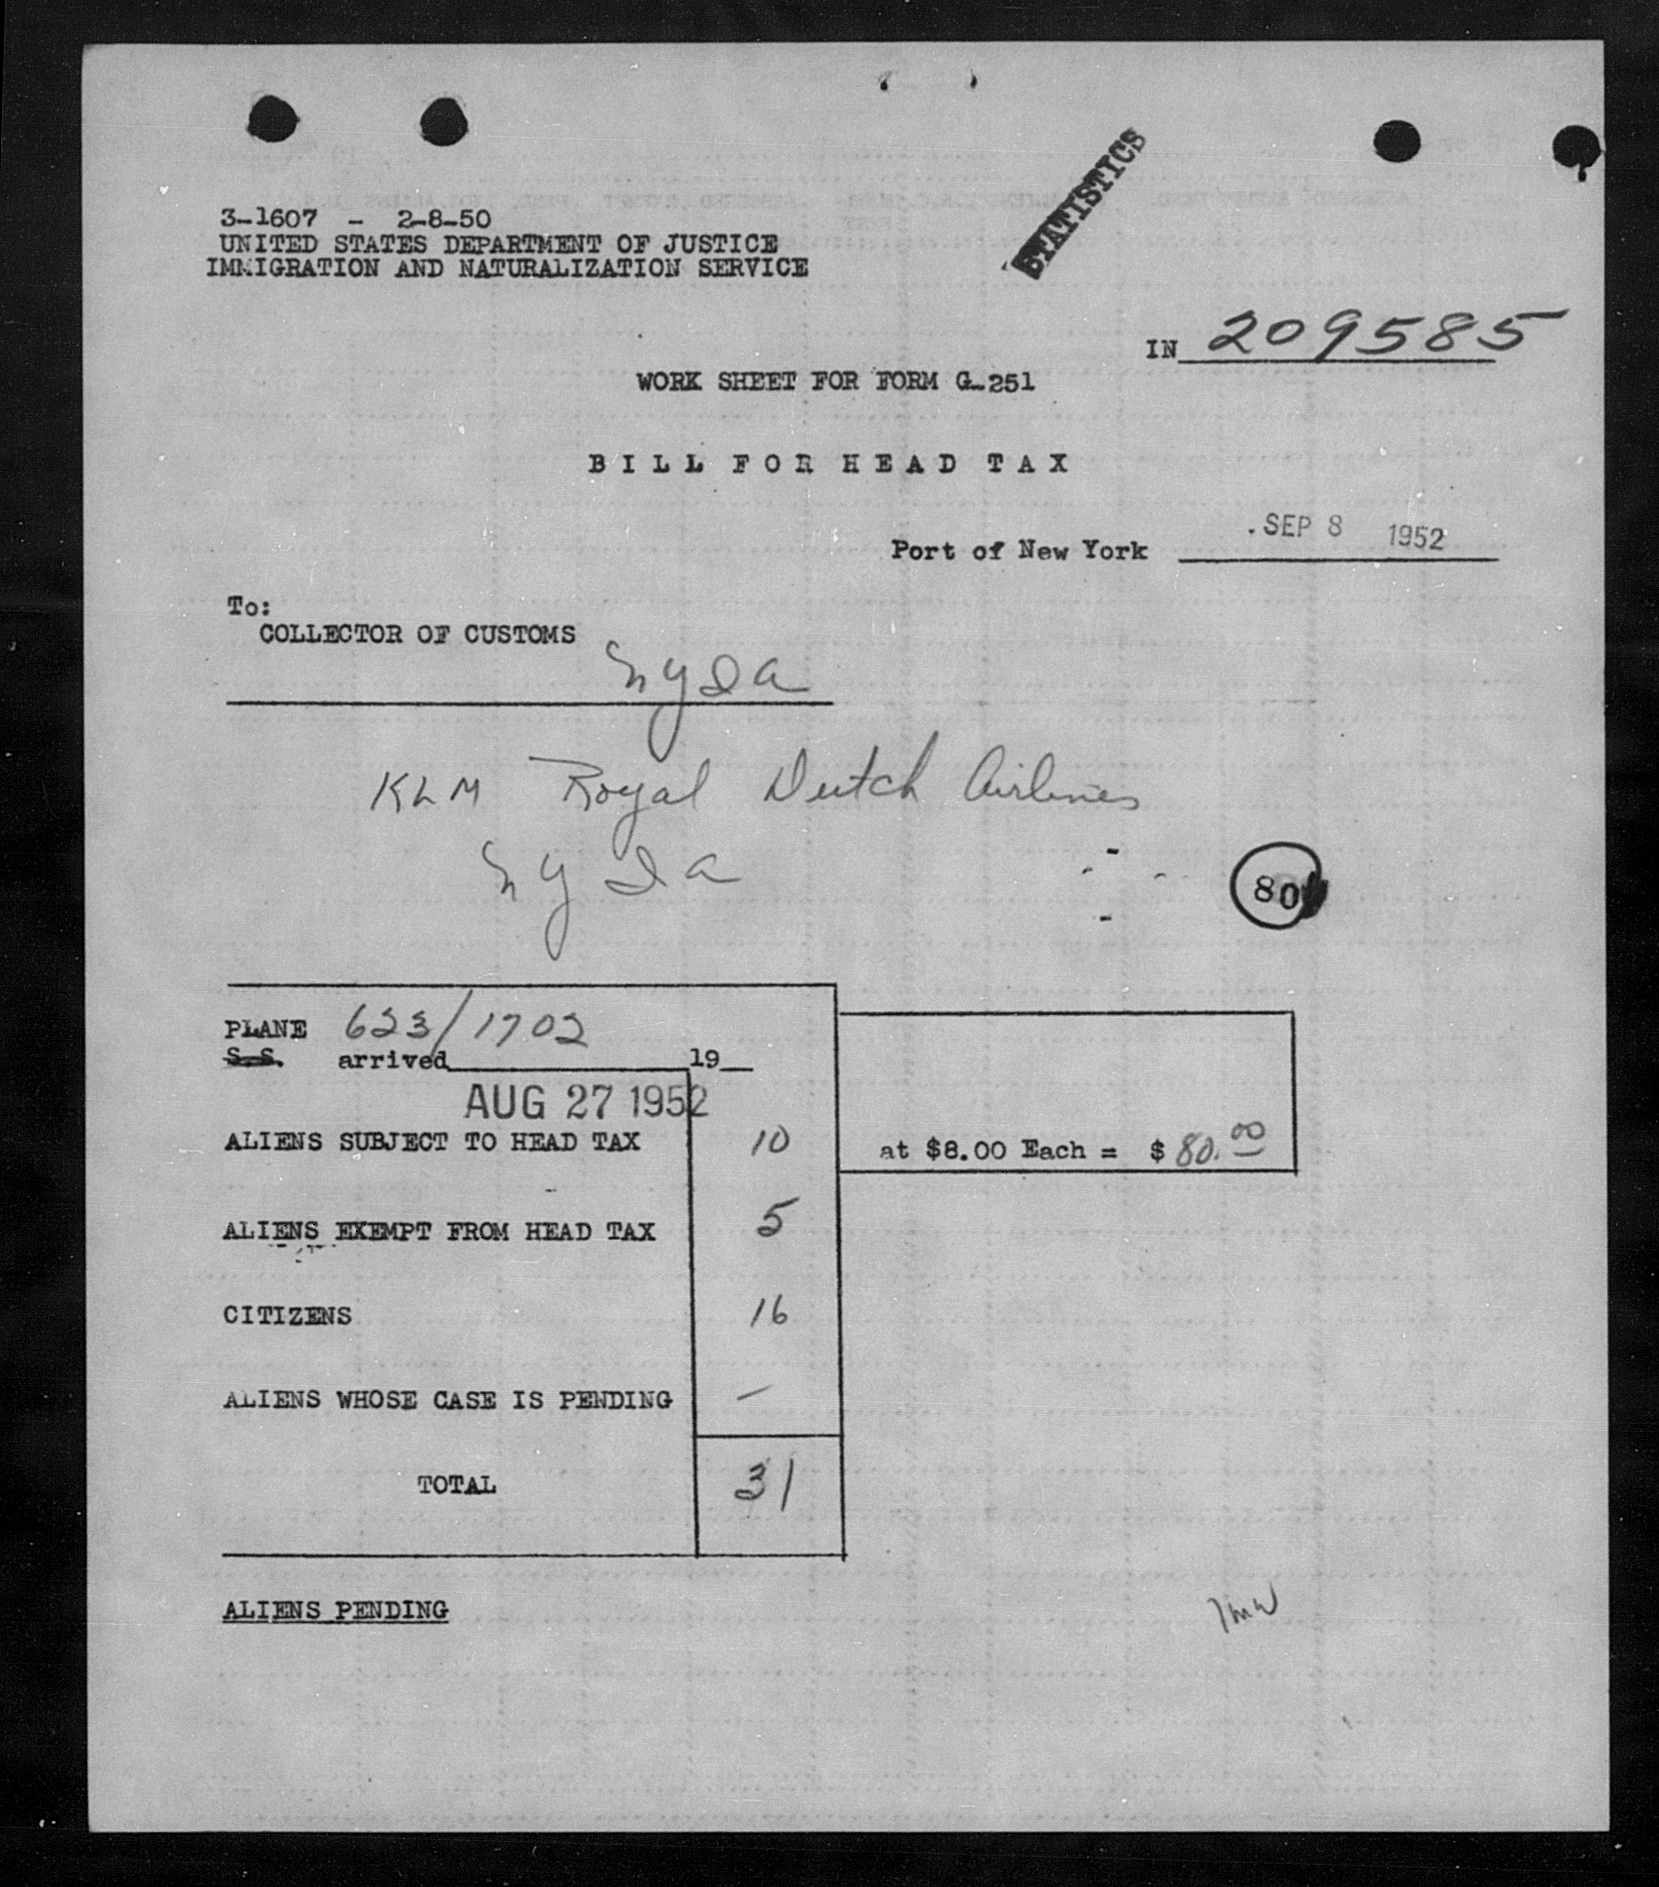 STATISTICS
3-1607 - 2-8-50
UNITED STATES DEPARTMENT OF JUSTICE
IMMIGRATION AND NATURALIZATION SERVICE
IN 209585
WORK SHEET FOR FORM G-251
BILL FOR HEAD TAX
Port of New York SEP 8 1952
To:
COLLECTOR OF CUSTOMS
NYIA
KLM Royal Dutch Airlines
NYIA
80
PLANE 623/1702
S.S. arrived 19
AUG 27 1952
ALIENS SUBJECT TO HEAD TAX 10 at $8.00 Each = $ 80.00
ALIENS EXEMPT FROM HEAD TAX 5
CITIZENS 16
ALIENS WHOSE CASE IS PENDING —
TOTAL 31
ALIENS PENDING